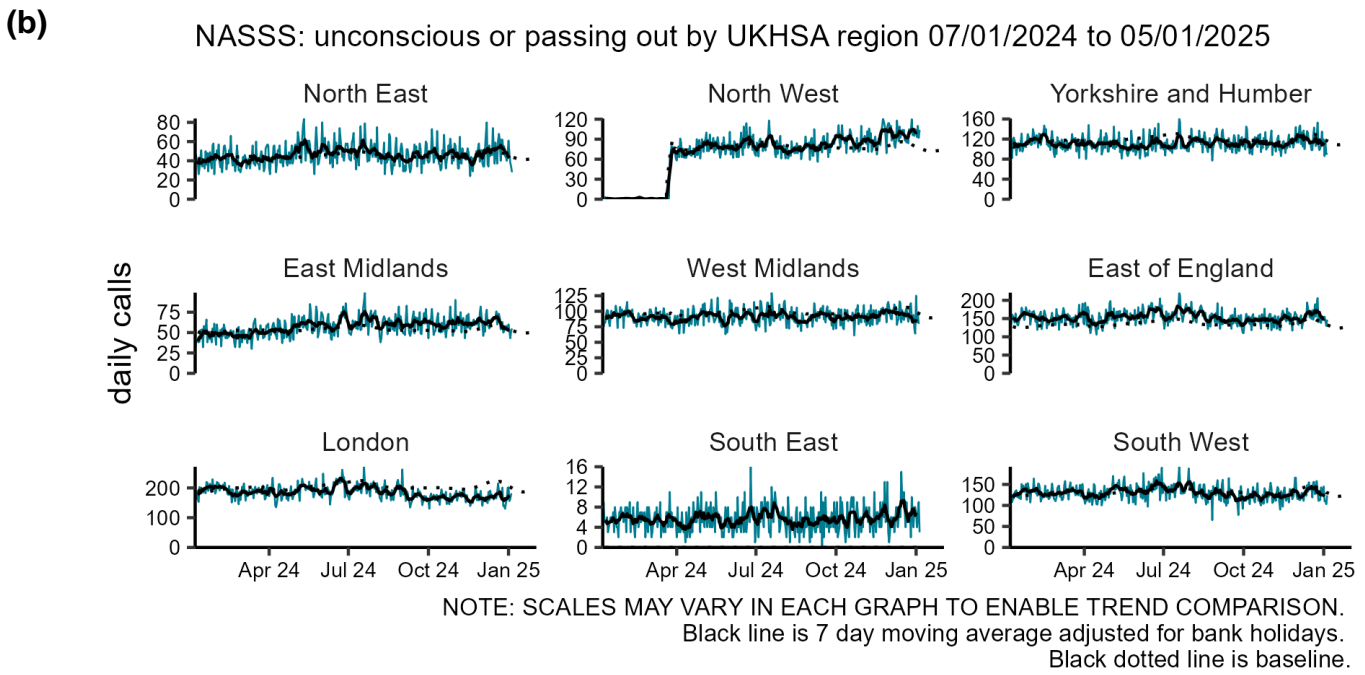 (b)
NASSS: unconscious or passing out by UKHSA region 07/01/2024 to 05/01/2025
North East
North West
Yorkshire and Humber
80
60
40
20
0
120
90
60
30
0
160
120
80
40
0
daily calls
East Midlands
West Midlands
East of England
75
50
25
0
125
100
75
50
25
0
200
150
100
50
0
London
South East
South West
200
100
0
16
12
8
4
0
150
100
50
0
Apr 24 Jul 24 Oct 24 Jan 25
Apr 24 Jul 24 Oct 24 Jan 25
Apr 24 Jul 24 Oct 24 Jan 25
NOTE: SCALES MAY VARY IN EACH GRAPH TO ENABLE TREND COMPARISON.
Black line is 7 day moving average adjusted for bank holidays.
Black dotted line is baseline.